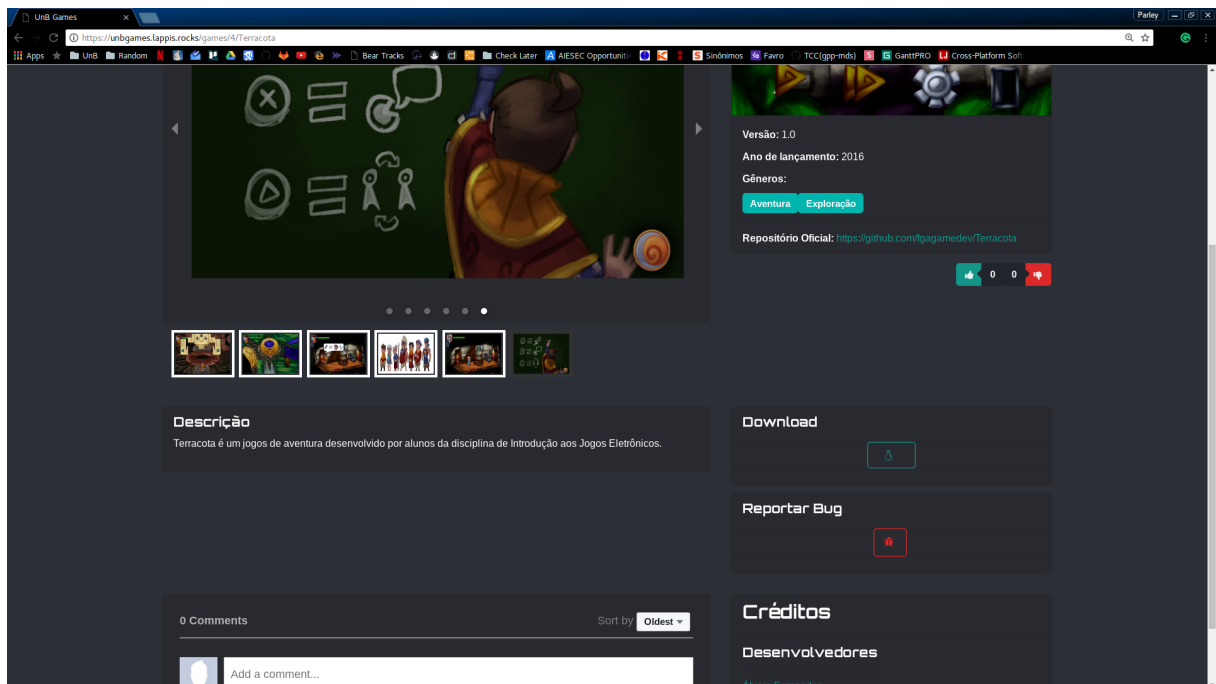 UnB Games
Parley
https://unbgames.lappis.rocks/games/4/Terracota
Apps UnB Random Bear Tracks Check Later AIESEC Opportuniti Sinônimos Favro TCC(gpp-mds) GanttPRO Cross-Platform Soft
Versão: 1.0
Ano de lançamento: 2016
Gêneros:
Aventura Exploração
Repositório Oficial: https://github.com/fgagamedev/Terracota
0 0
Descrição
Terracota é um jogos de aventura desenvolvido por alunos da disciplina de Introdução aos Jogos Eletrônicos.
Download
Reportar Bug
0 Comments
Sort by Oldest
Add a comment...
Créditos
Desenvolvedores